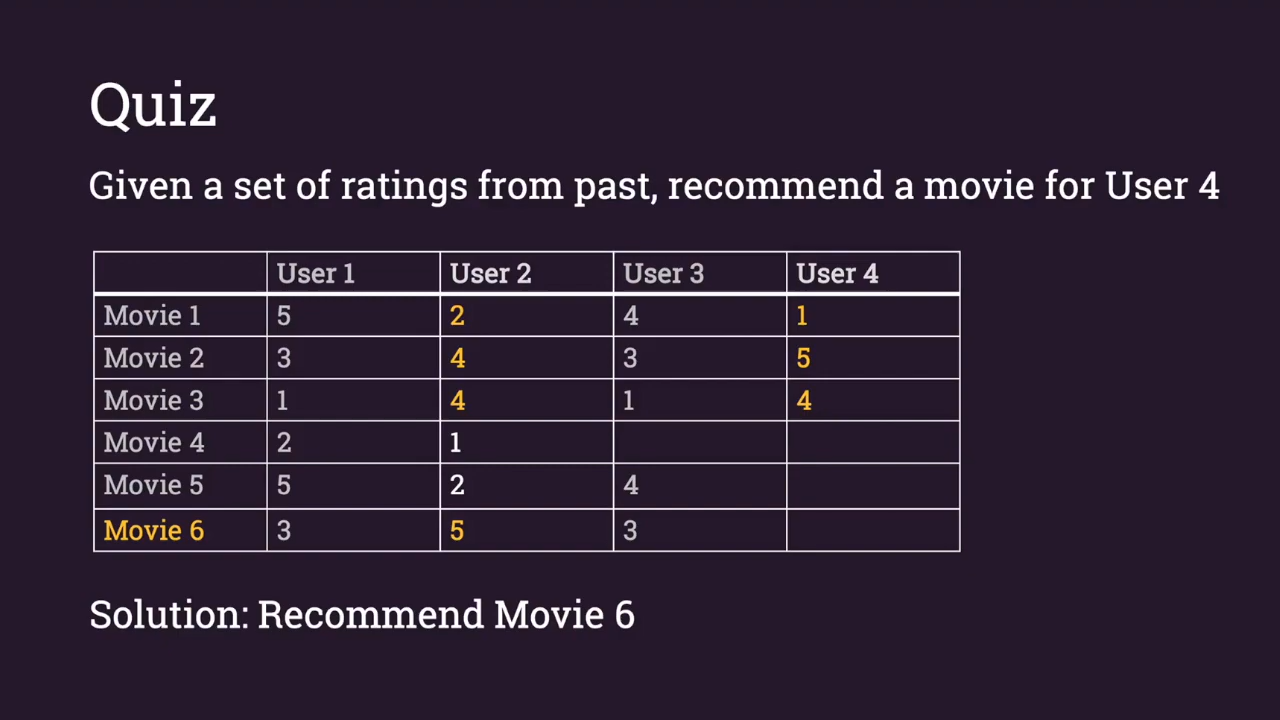 Quiz
Given a set of ratings from past, recommend a movie for User 4
User 1 User 2 User 3 User 4
Movie 1 5 2 4 1
Movie 2 3 4 3 5
Movie 3 1 4 1 4
Movie 4 2 1
Movie 5 5 2 4
Movie 6 3 5 3
Solution: Recommend Movie 6